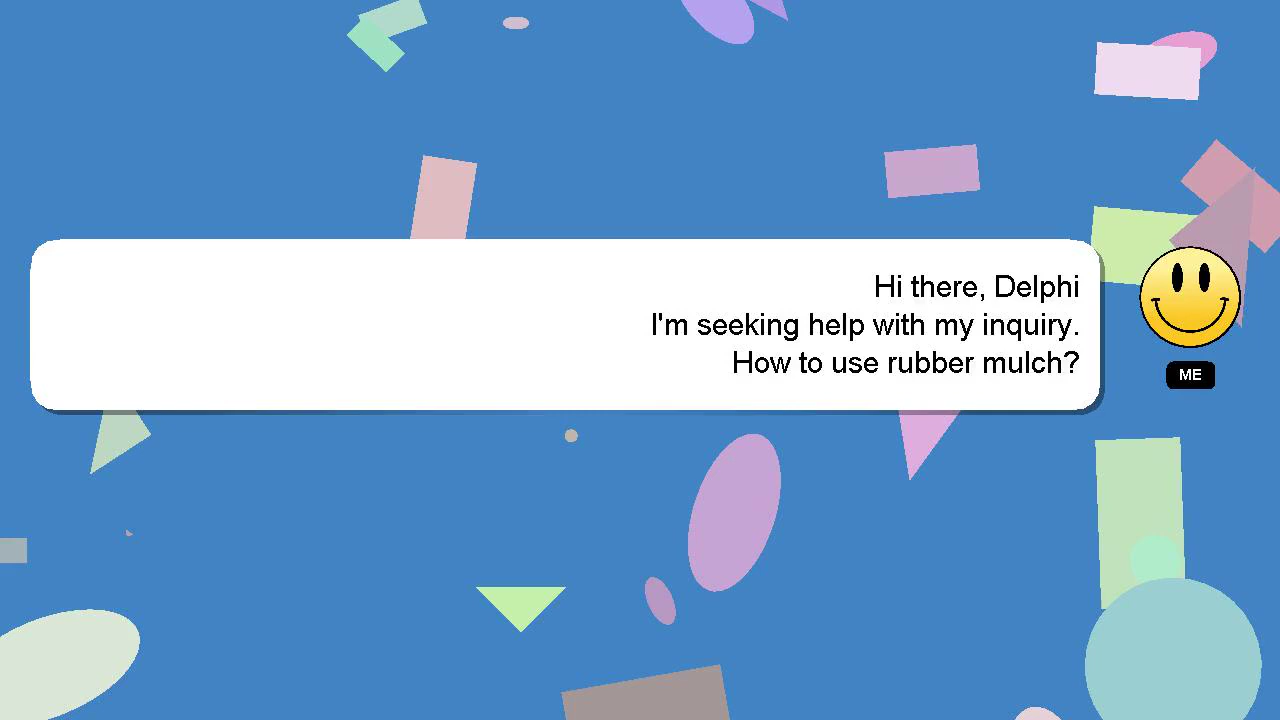 Hi there, Delphi
I'm seeking help with my inquiry.
How to use rubber mulch?
ME